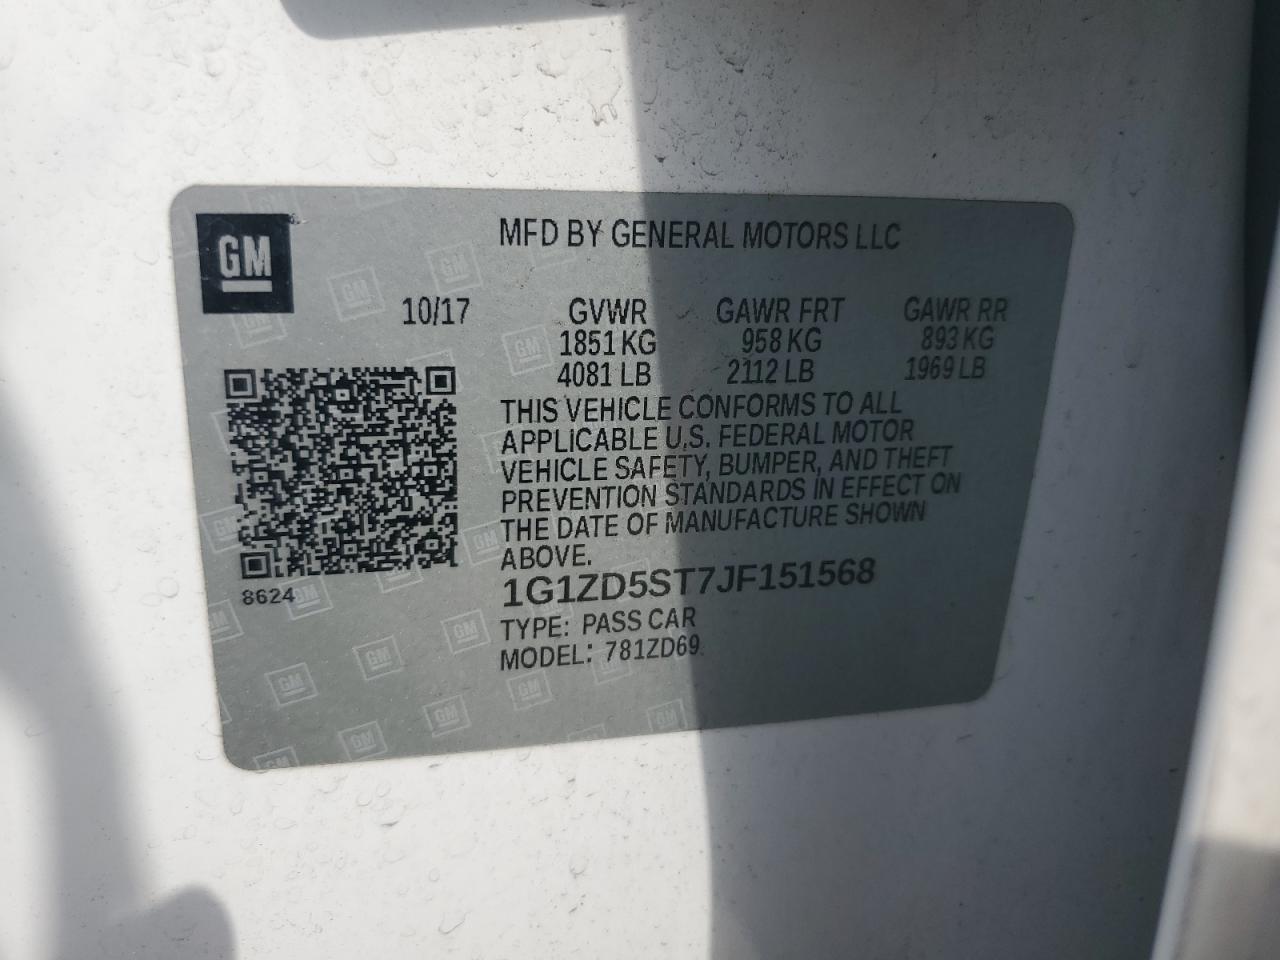 GM
MFD BY GENERAL MOTORS LLC
10/17 GVWR GAWR FRT GAWR RR
1851 KG 958 KG 893 KG
4081 LB 2112 LB 1969 LB
THIS VEHICLE CONFORMS TO ALL
APPLICABLE U.S. FEDERAL MOTOR
VEHICLE SAFETY, BUMPER, AND THEFT
PREVENTION STANDARDS IN EFFECT ON
THE DATE OF MANUFACTURE SHOWN
ABOVE.
8624
1G1ZD5ST7JF151568
TYPE: PASS CAR
MODEL: 781ZD69